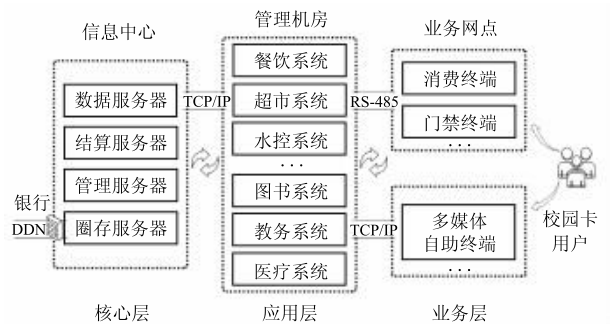 信息中心
数据服务器
结算服务器
管理服务器
圈存服务器
银行
DDN
核心层
TCP/IP
管理机房
餐饮系统
超市系统
水控系统
...
图书系统
教务系统
医疗系统
应用层
RS-485
TCP/IP
业务网点
消费终端
门禁终端
...
多媒体
自助终端
...
业务层
校园卡
用户